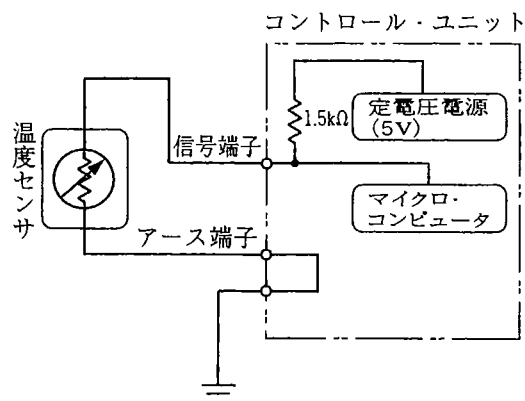 コントロール・ユニット
定電圧電源
(5V)
1.5kΩ
信号端子
温度センサ
マイクロ・
コンピュータ
アース端子